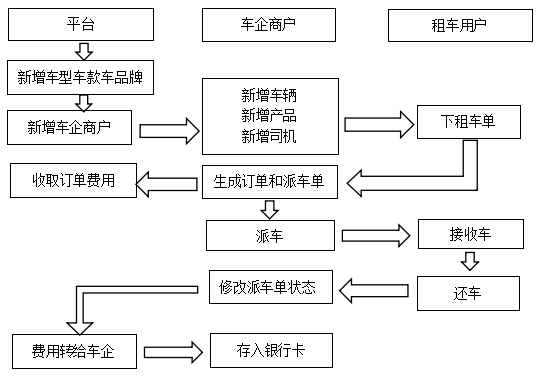 平台
车企商户
租车用户
新增车型车款车品牌
新增车企商户
新增车辆
新增产品
新增司机
下租车单
收取订单费用
生成订单和派车单
派车
接收车
修改派车单状态
还车
费用转给车企
存入银行卡